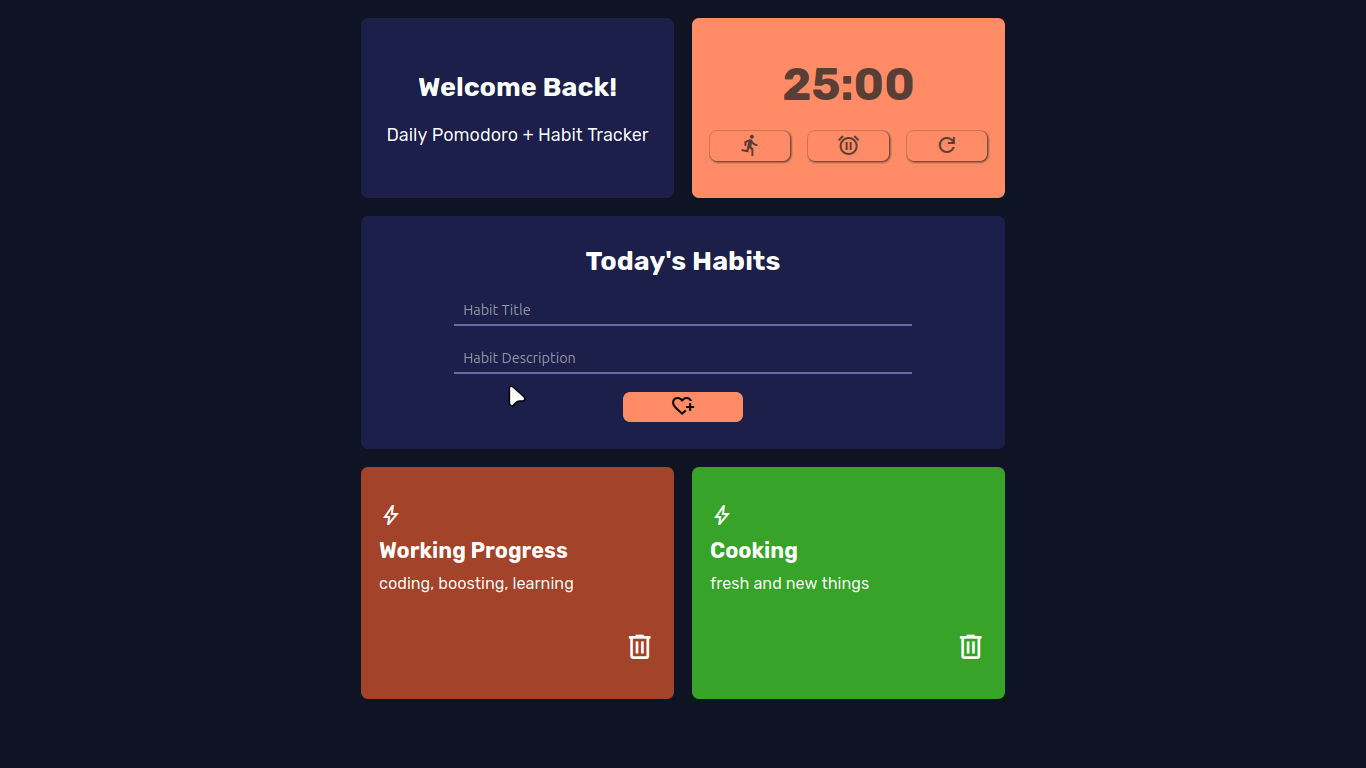 Welcome Back!
Daily Pomodoro + Habit Tracker
25:00
Today's Habits
Habit Title
Habit Description
Working Progress
coding, boosting, learning
Cooking
fresh and new things